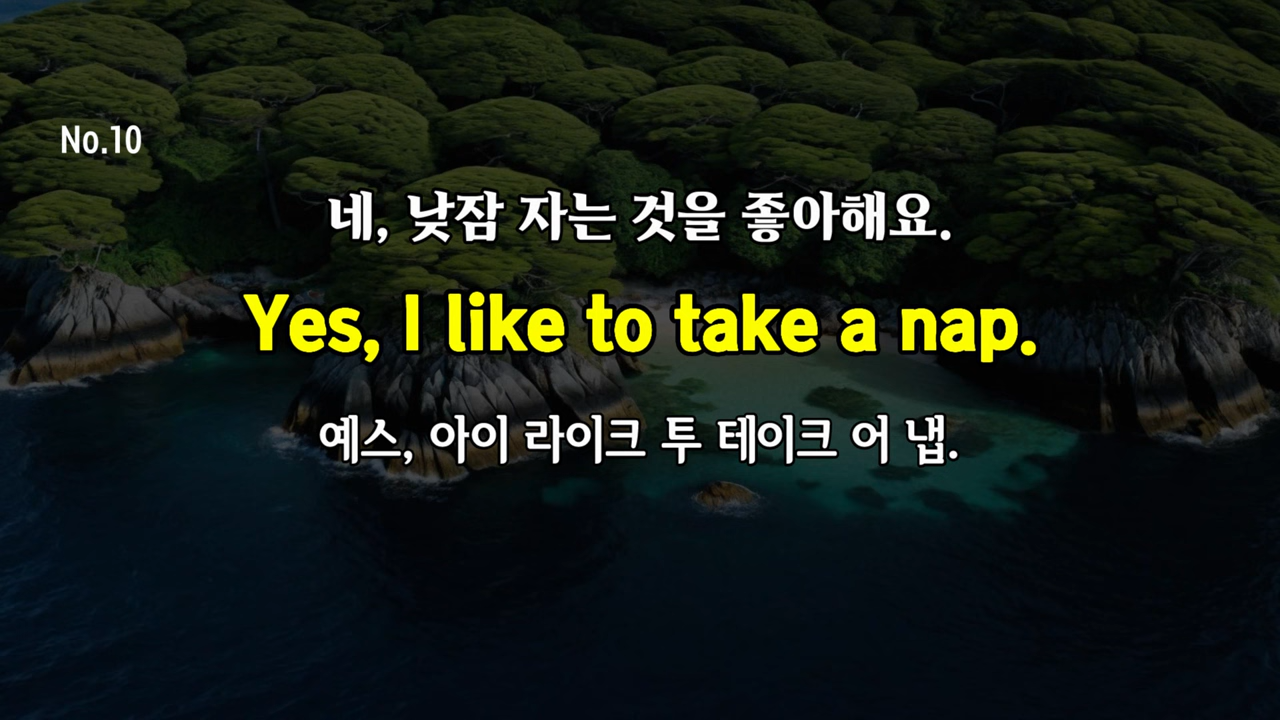 No.10
네, 낮잠 자는 것을 좋아해요.
Yes, I like to take a nap.
예스, 아이 라이크 투 테이크 어 냅.